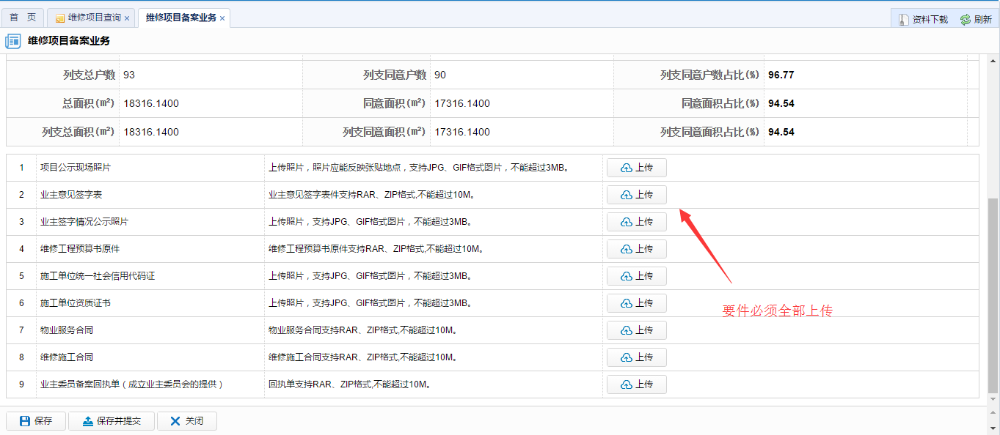 首 页 维修项目查询 × 维修项目备案业务 × 资料下载 刷新
维修项目备案业务
列支总户数 93 列支同意户数 90 列支同意户数占比(%) 96.77
总面积(m²) 18316.1400 同意面积(m²) 17316.1400 同意面积占比(%) 94.54
列支总面积(m²) 18316.1400 列支同意面积(m²) 17316.1400 列支同意面积占比(%) 94.54
1 项目公示现场照片 上传照片，照片应能反映张贴地点，支持JPG、GIF格式图片，不能超过3MB。 上传
2 业主意见签字表 业主意见签字表件支持RAR、ZIP格式,不能超过10M。 上传
3 业主签字情况公示照片 上传照片，支持JPG、GIF格式图片，不能超过3MB。 上传
4 维修工程预算书原件 维修工程预算书原件支持RAR、ZIP格式,不能超过10M。 上传
5 施工单位统一社会信用代码证 上传照片，支持JPG、GIF格式图片，不能超过3MB。 上传
6 施工单位资质证书 上传照片，支持JPG、GIF格式图片，不能超过3MB。 上传
要件必须全部上传
7 物业服务合同 物业服务合同支持RAR、ZIP格式,不能超过10M。 上传
8 维修施工合同 维修施工合同支持RAR、ZIP格式,不能超过10M。 上传
9 业主委员备案回执单（成立业主委员会的提供） 回执单支持RAR、ZIP格式,不能超过10M。 上传
保存 保存并提交 关闭